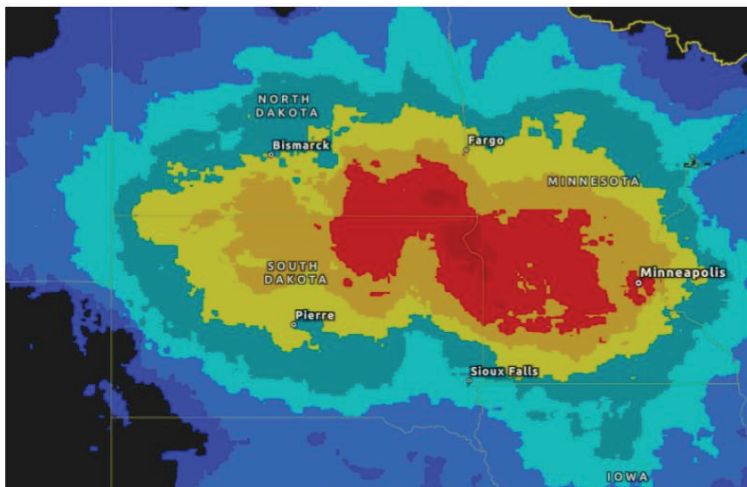 NORTH
DAKOTA
Bismarck
Fargo
MINNESOTA
SOUTH
DAKOTA
Minneapolis
Pierre
Sioux Falls
IOWA